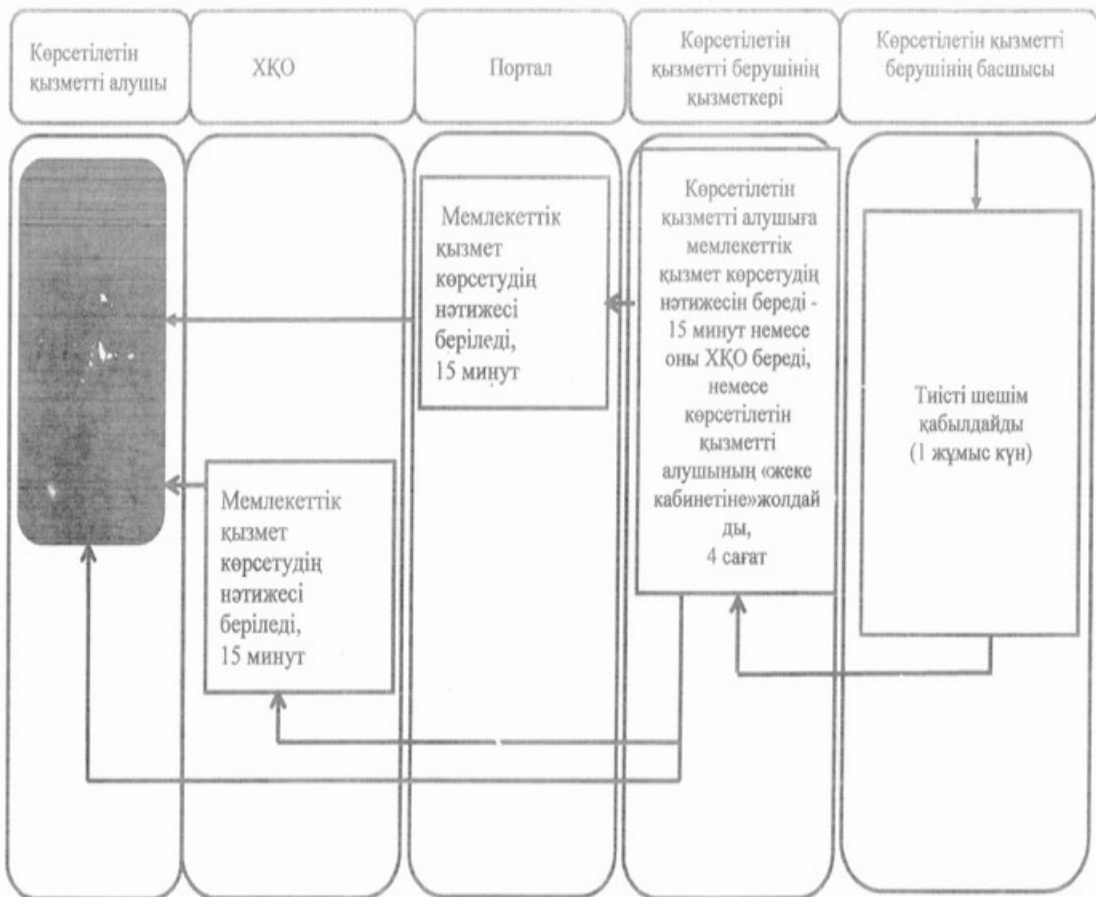 Көрсетілетін
қызметті алушы
ХҚО
Портал
Көрсетілетін
қызметті берушінің
қызметкері
Көрсетілетін қызметті
берушінің басшысы
Мемлекеттік
қызмет
көрсетудің
нәтижесі
беріледі,
15 минут
Мемлекеттік
қызмет
көрсетудің
нәтижесі
беріледі,
15 минут
Көрсетілетін
қызметті алушыға
мемлекеттік
қызмет көрсетудің
нәтижесін береді -
15 минут немесе
оны ХҚО береді,
немесе
көрсетілетін
қызметті
алушының «жеке
кабинетіне»жолдай
ды,
4 сағат
Тиісті шешім
қабылдайды
(1 жұмыс күн)